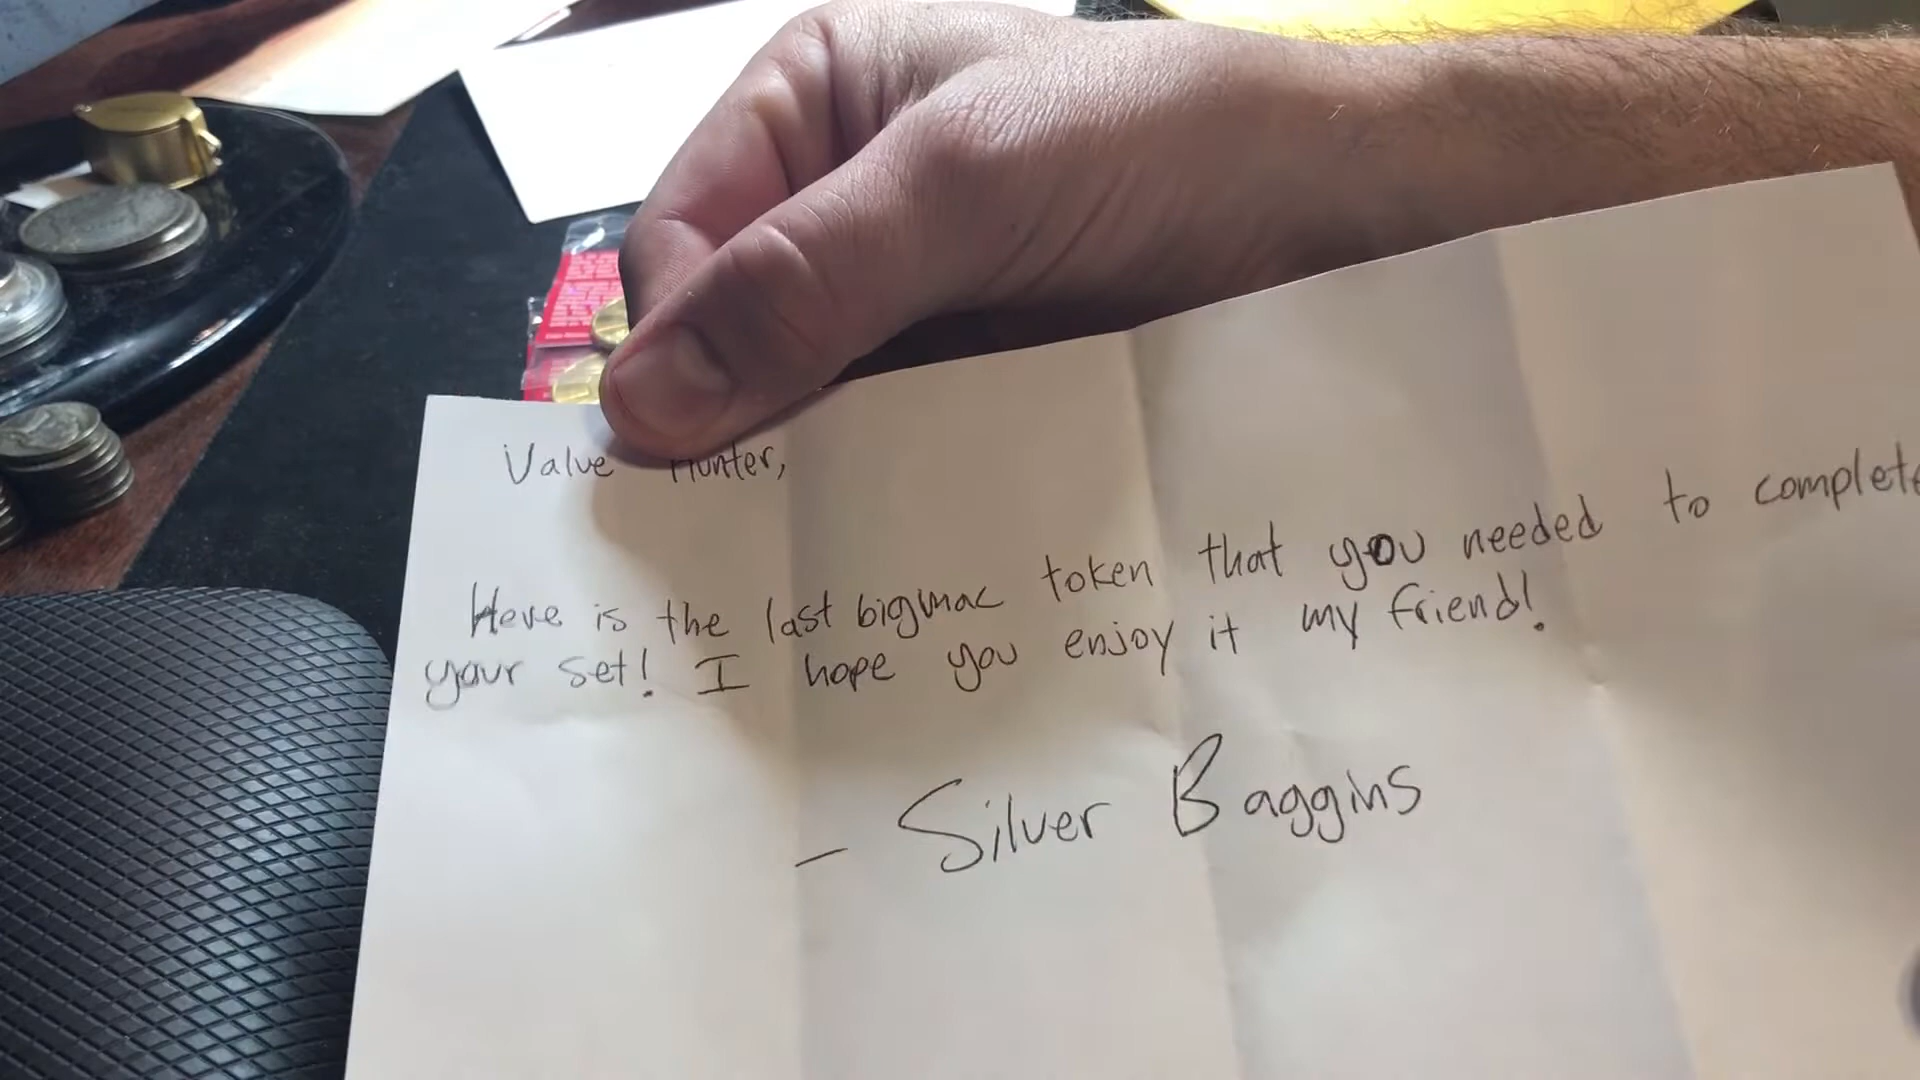 Value Hunter,
Here is the last bigmac token that you needed to complete
your set! I hope you enjoy it my friend!
- Silver Baggins